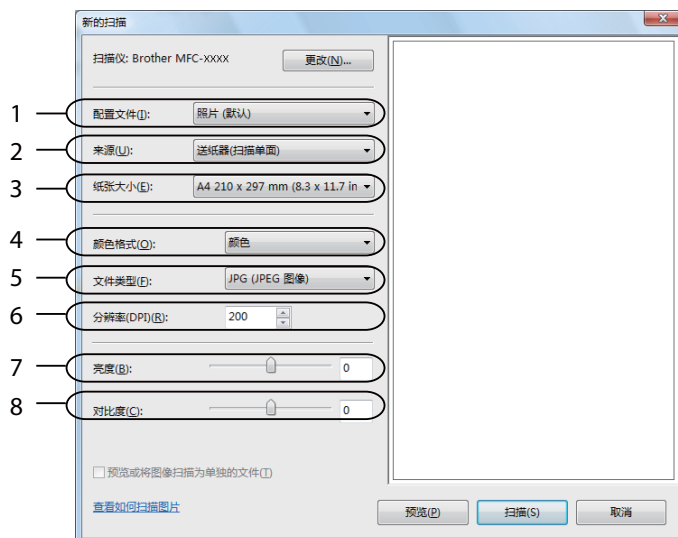 新的扫描
扫描仪: Brother MFC-XXXX 更改(N)...
1 配置文件(I): 照片 (默认)
2 来源(U): 送纸器(扫描单面)
3 纸张大小(E): A4 210 x 297 mm (8.3 x 11.7 in
4 颜色格式(O): 颜色
5 文件类型(F): JPG (JPEG 图像)
6 分辨率(DPI)(R): 200
7 亮度(B): 0
8 对比度(C): 0
预览或将图像扫描为单独的文件(T)
查看如何扫描图片 预览(P) 扫描(S) 取消